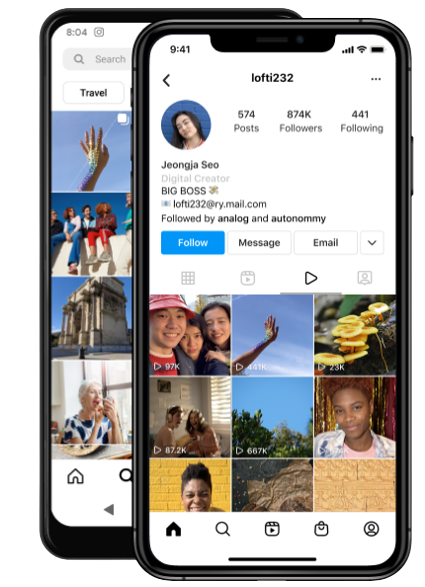 8:04
Search
Travel
9:41
lofti232
...
574 874K 441
Posts Followers Following
Jeongja Seo
Digital Creator
BIG BOSS 💸
📧 lofti232@ry.mail.com
Followed by analog and autonommy
Follow Message Email
97K 441K 23K
87.2K 667K